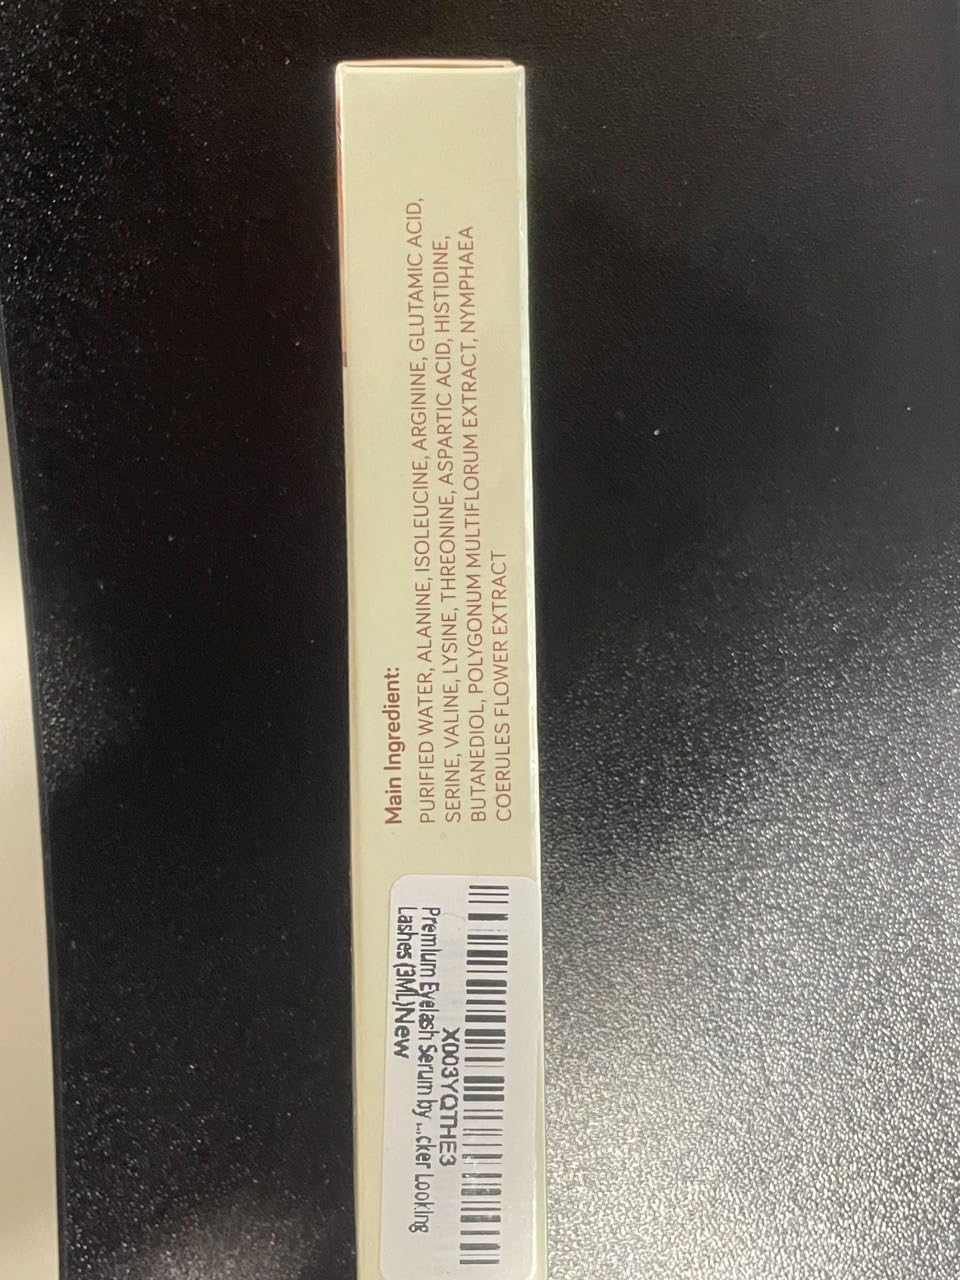 Main Ingredient:
PURIFIED WATER, ALANINE, ISOLEUCINE, ARGININE, GLUTAMIC ACID,
SERINE, VALINE, LYSINE, THREONINE, ASPARTIC ACID, HISTIDINE,
BUTANEDIOL, POLYGONUM MULTIFLORUM EXTRACT, NYMPHAEA
COERULES FLOWER EXTRACT
X003YQTHE3
Premium Eyelash Serum by ...cker Looking
Lashes (3ML)New